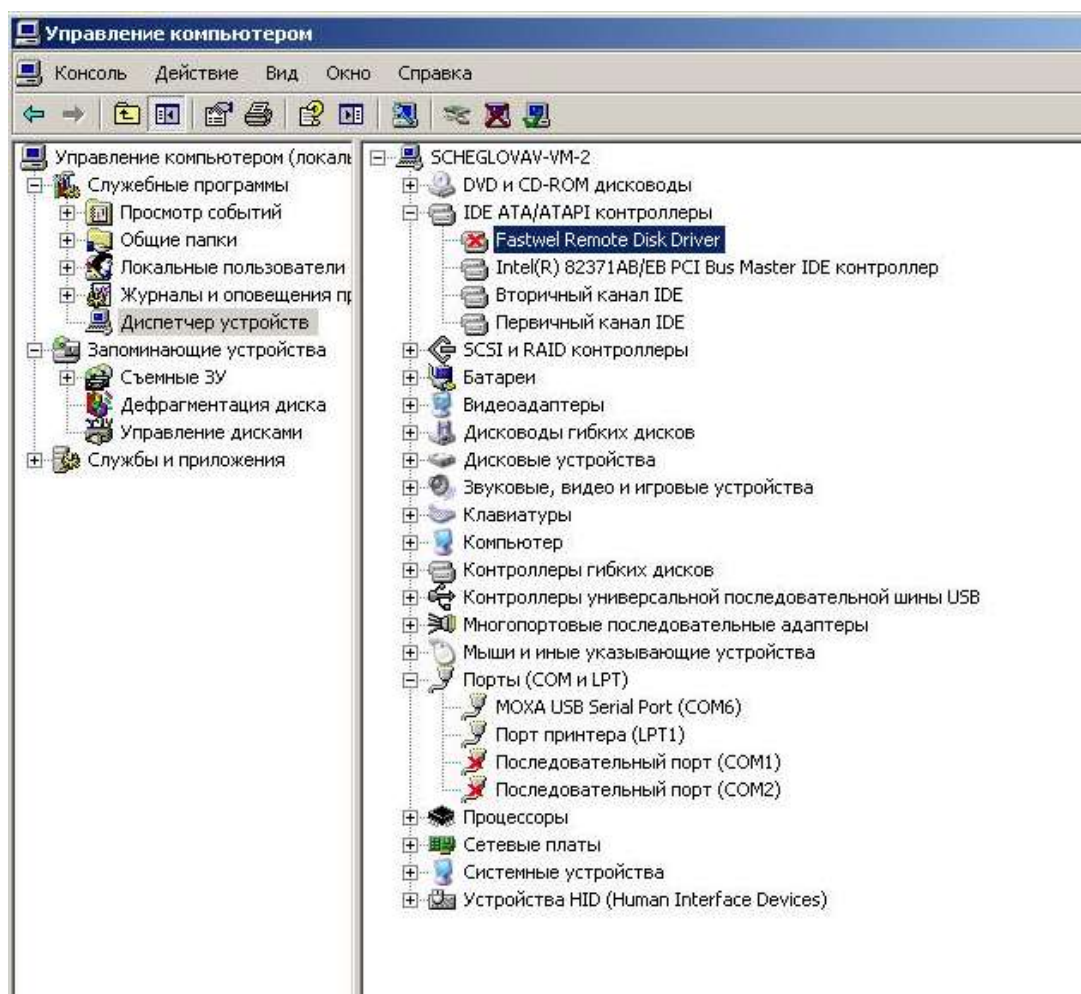 Управление компьютером
Консоль Действие Вид Окно Справка
Управление компьютером (локаль
Служебные программы
Просмотр событий
Общие папки
Локальные пользователи
Журналы и оповещения пр
Диспетчер устройств
Запоминающие устройства
Съемные ЗУ
Дефрагментация диска
Управление дисками
Службы и приложения
SCHEGLOVAV-VM-2
DVD и CD-ROM дисководы
IDE ATA/ATAPI контроллеры
Fastwel Remote Disk Driver
Intel(R) 82371AB/EB PCI Bus Master IDE контроллер
Вторичный канал IDE
Первичный канал IDE
SCSI и RAID контроллеры
Батареи
Видеоадаптеры
Дисководы гибких дисков
Дисковые устройства
Звуковые, видео и игровые устройства
Клавиатуры
Компьютер
Контроллеры гибких дисков
Контроллеры универсальной последовательной шины USB
Многопортовые последовательные адаптеры
Мыши и иные указывающие устройства
Порты (COM и LPT)
MOXA USB Serial Port (COM6)
Порт принтера (LPT1)
Последовательный порт (COM1)
Последовательный порт (COM2)
Процессоры
Сетевые платы
Системные устройства
Устройства HID (Human Interface Devices)